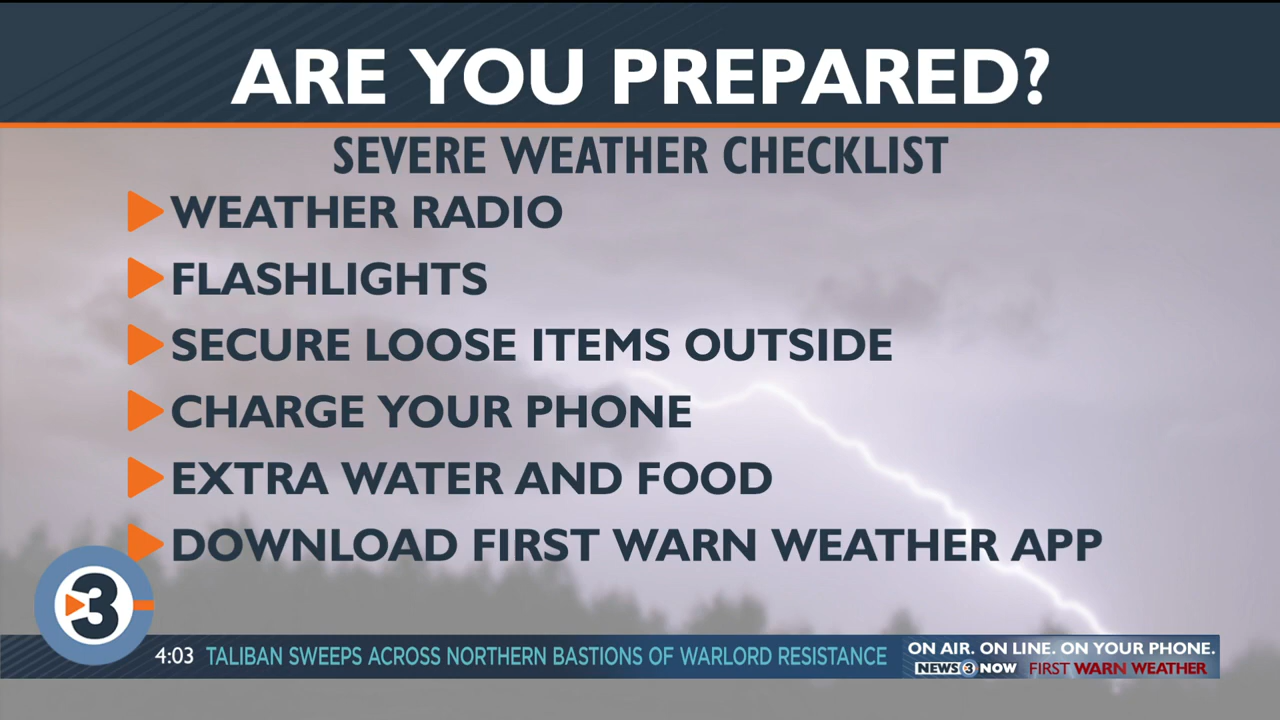 ARE YOU PREPARED?
SEVERE WEATHER CHECKLIST
WEATHER RADIO
FLASHLIGHTS
SECURE LOOSE ITEMS OUTSIDE
CHARGE YOUR PHONE
EXTRA WATER AND FOOD
DOWNLOAD FIRST WARN WEATHER APP
3
4:03 TALIBAN SWEEPS ACROSS NORTHERN BASTIONS OF WARLORD RESISTANCE
ON AIR. ON LINE. ON YOUR PHONE.
NEWS 3 NOW FIRST WARN WEATHER